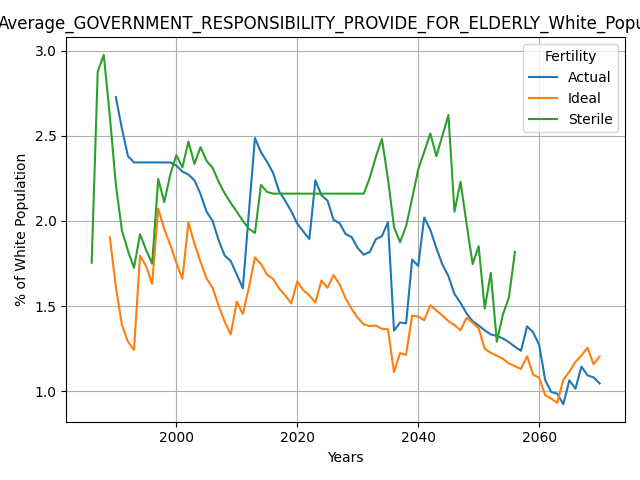 Average_GOVERNMENT_RESPONSIBILITY_PROVIDE_FOR_ELDERLY_White_Popu
3.0
2.5
2.0
1.5
1.0
% of White Population
Fertility
Actual
Ideal
Sterile
2000
2020
2040
2060
Years